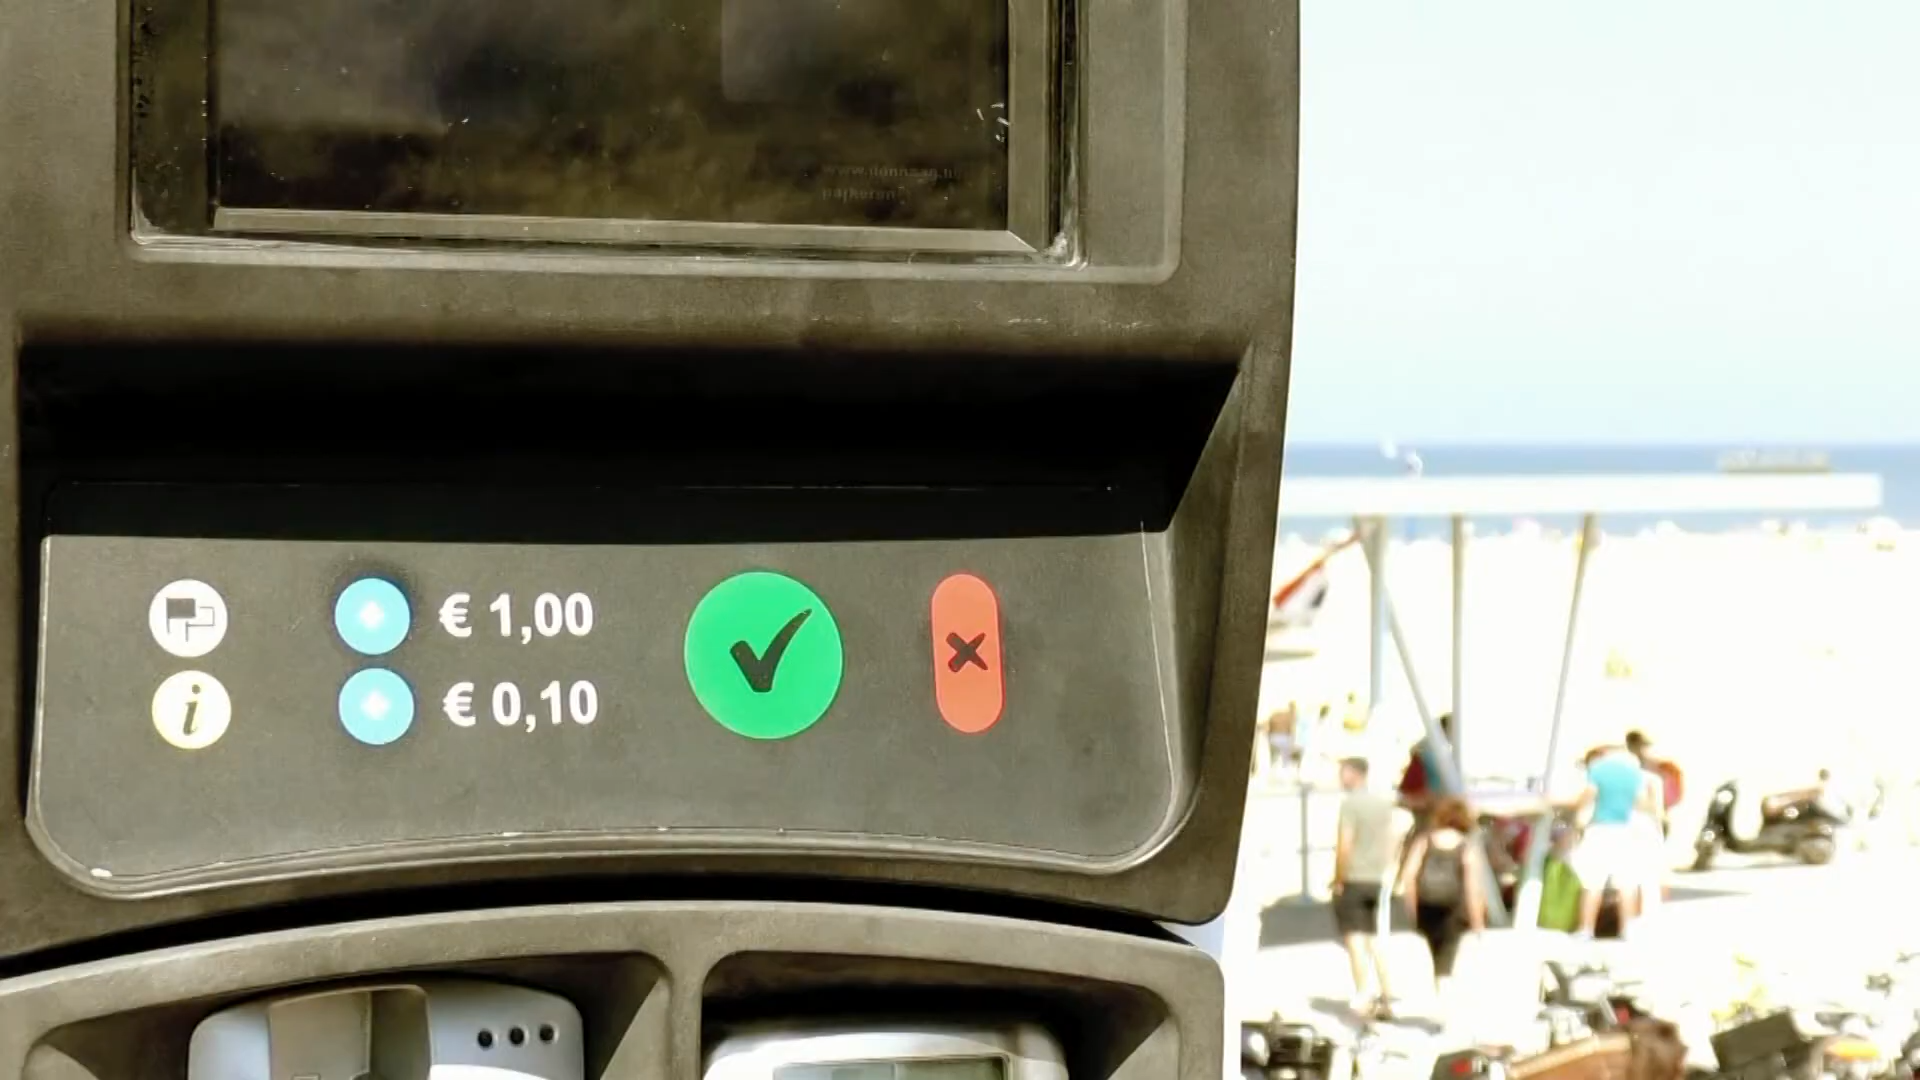 € 1,00
i
€ 0,10